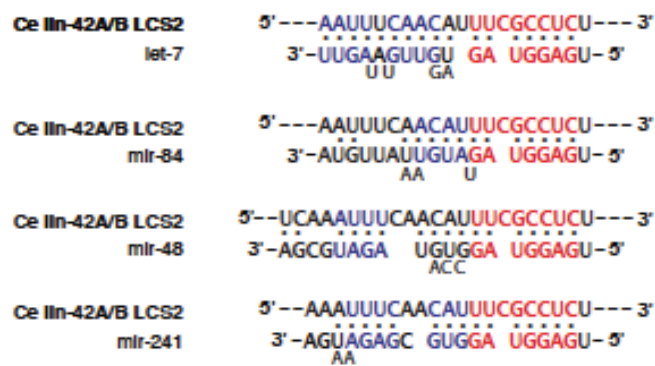 Ce lin-42A/B LCS2 5'---AAUUUCAACAUUUCGCCUCU---3'
let-7 3'-UUGAAGUUGU GA UGGAGU-5'
UU GA
Ce lin-42A/B LCS2 5'---AAUUUCAACAUUUCGCCUCU---3'
mir-84 3'-AUGUUAUUGUAGA UGGAGU-5'
AA U
Ce lin-42A/B LCS2 5'--UCAAAUUUCAACAUUUCGCCUCU---3'
mir-48 3'-AGCGUAGA UGUGGA UGGAGU-5'
ACC
Ce lin-42A/B LCS2 5'--AAAUUUCAACAUUUCGCCUCU---3'
mir-241 3'-AGUAGAGC GUGGA UGGAGU-5'
AA